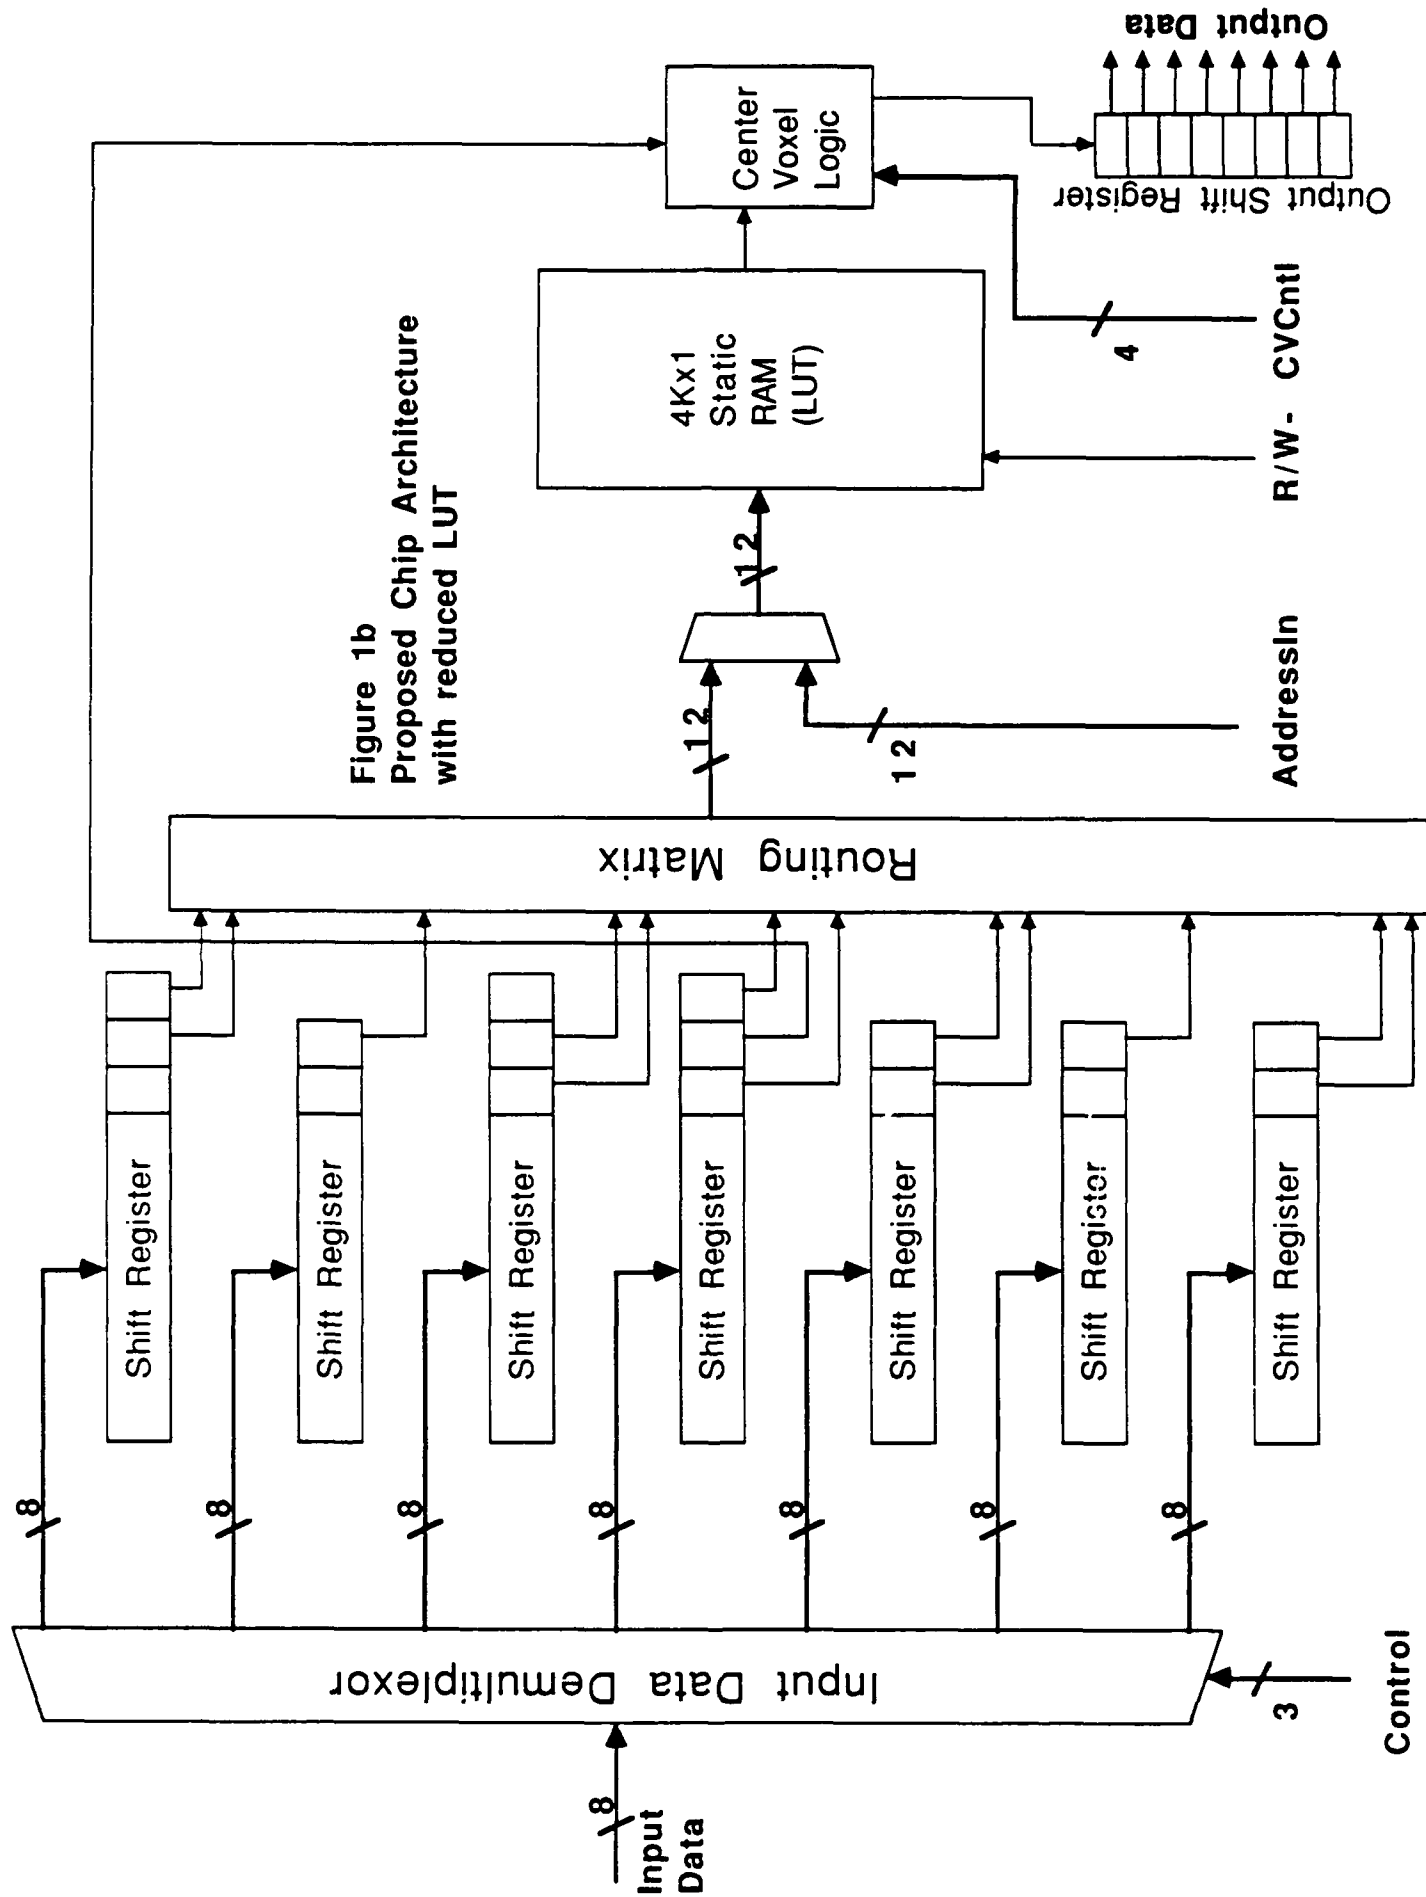 Figure 1b
Proposed Chip Architecture
with reduced LUT
Input
Data
8
Input Data Demultiplexor
3
Control
8
8
8
8
8
8
8
Shift Register
Shift Register
Shift Register
Shift Register
Shift Register
Shift Register
Shift Register
Routing Matrix
12
12
AddressIn
12
4Kx1
Static
RAM
(LUT)
R/W-
CVCntl
4
Center
Voxel
Logic
Output Shift Register
Output Data